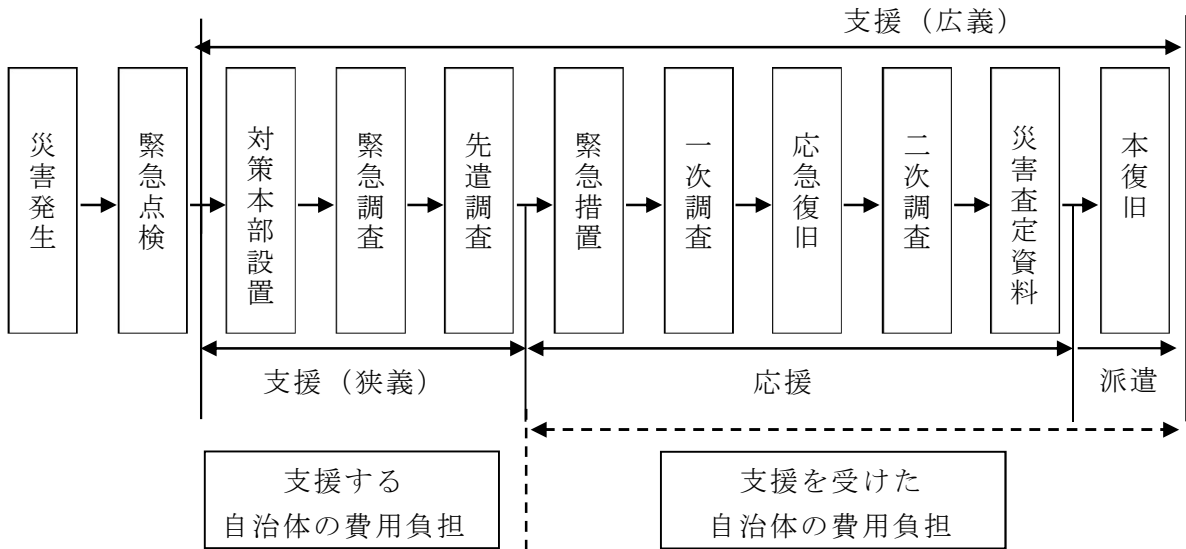 支援（広義）
災害発生
緊急点検
対策本部設置
緊急調査
先遣調査
緊急措置
一次調査
応急復旧
二次調査
災害査定資料
本復旧
支援（狭義）
応援
派遣
支援する
自治体の費用負担
支援を受けた
自治体の費用負担